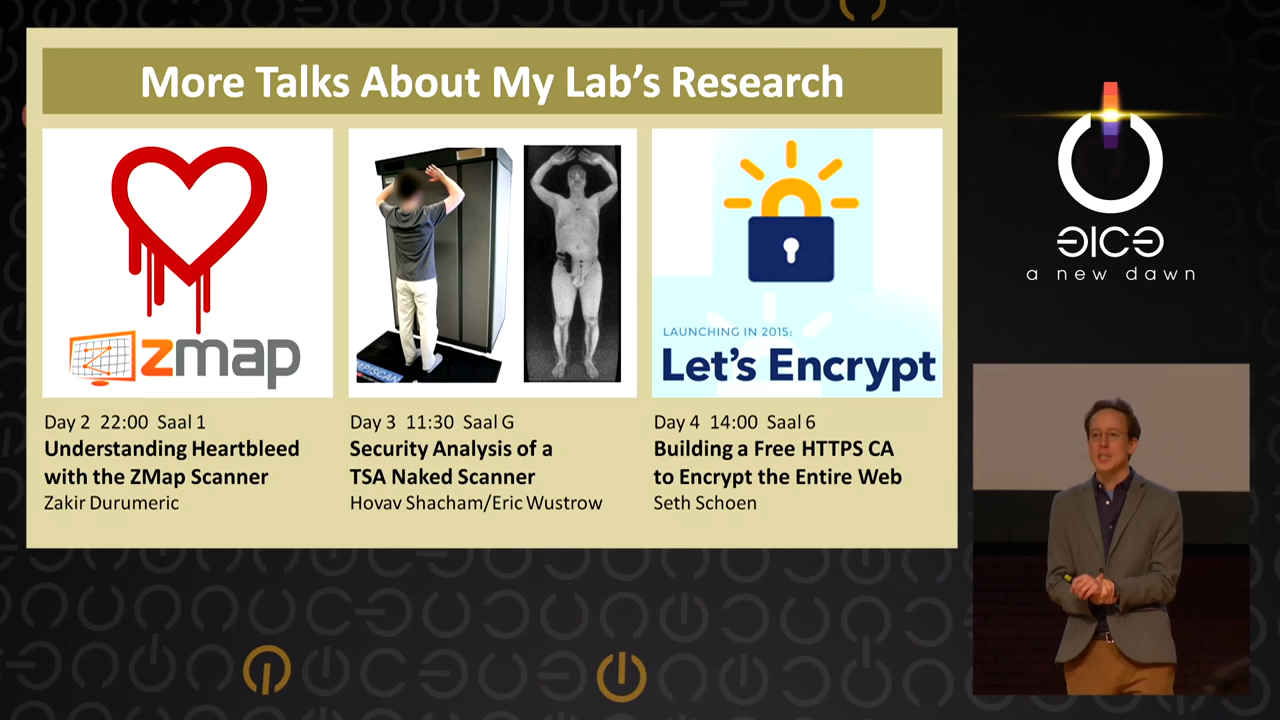 More Talks About My Lab's Research
zmap
LAUNCHING IN 2015:
Let's Encrypt
Day 2 22:00 Saal 1
Understanding Heartbleed
with the ZMap Scanner
Zakir Durumeric
Day 3 11:30 Saal G
Security Analysis of a
TSA Naked Scanner
Hovav Shacham/Eric Wustrow
Day 4 14:00 Saal 6
Building a Free HTTPS CA
to Encrypt the Entire Web
Seth Schoen
a new dawn